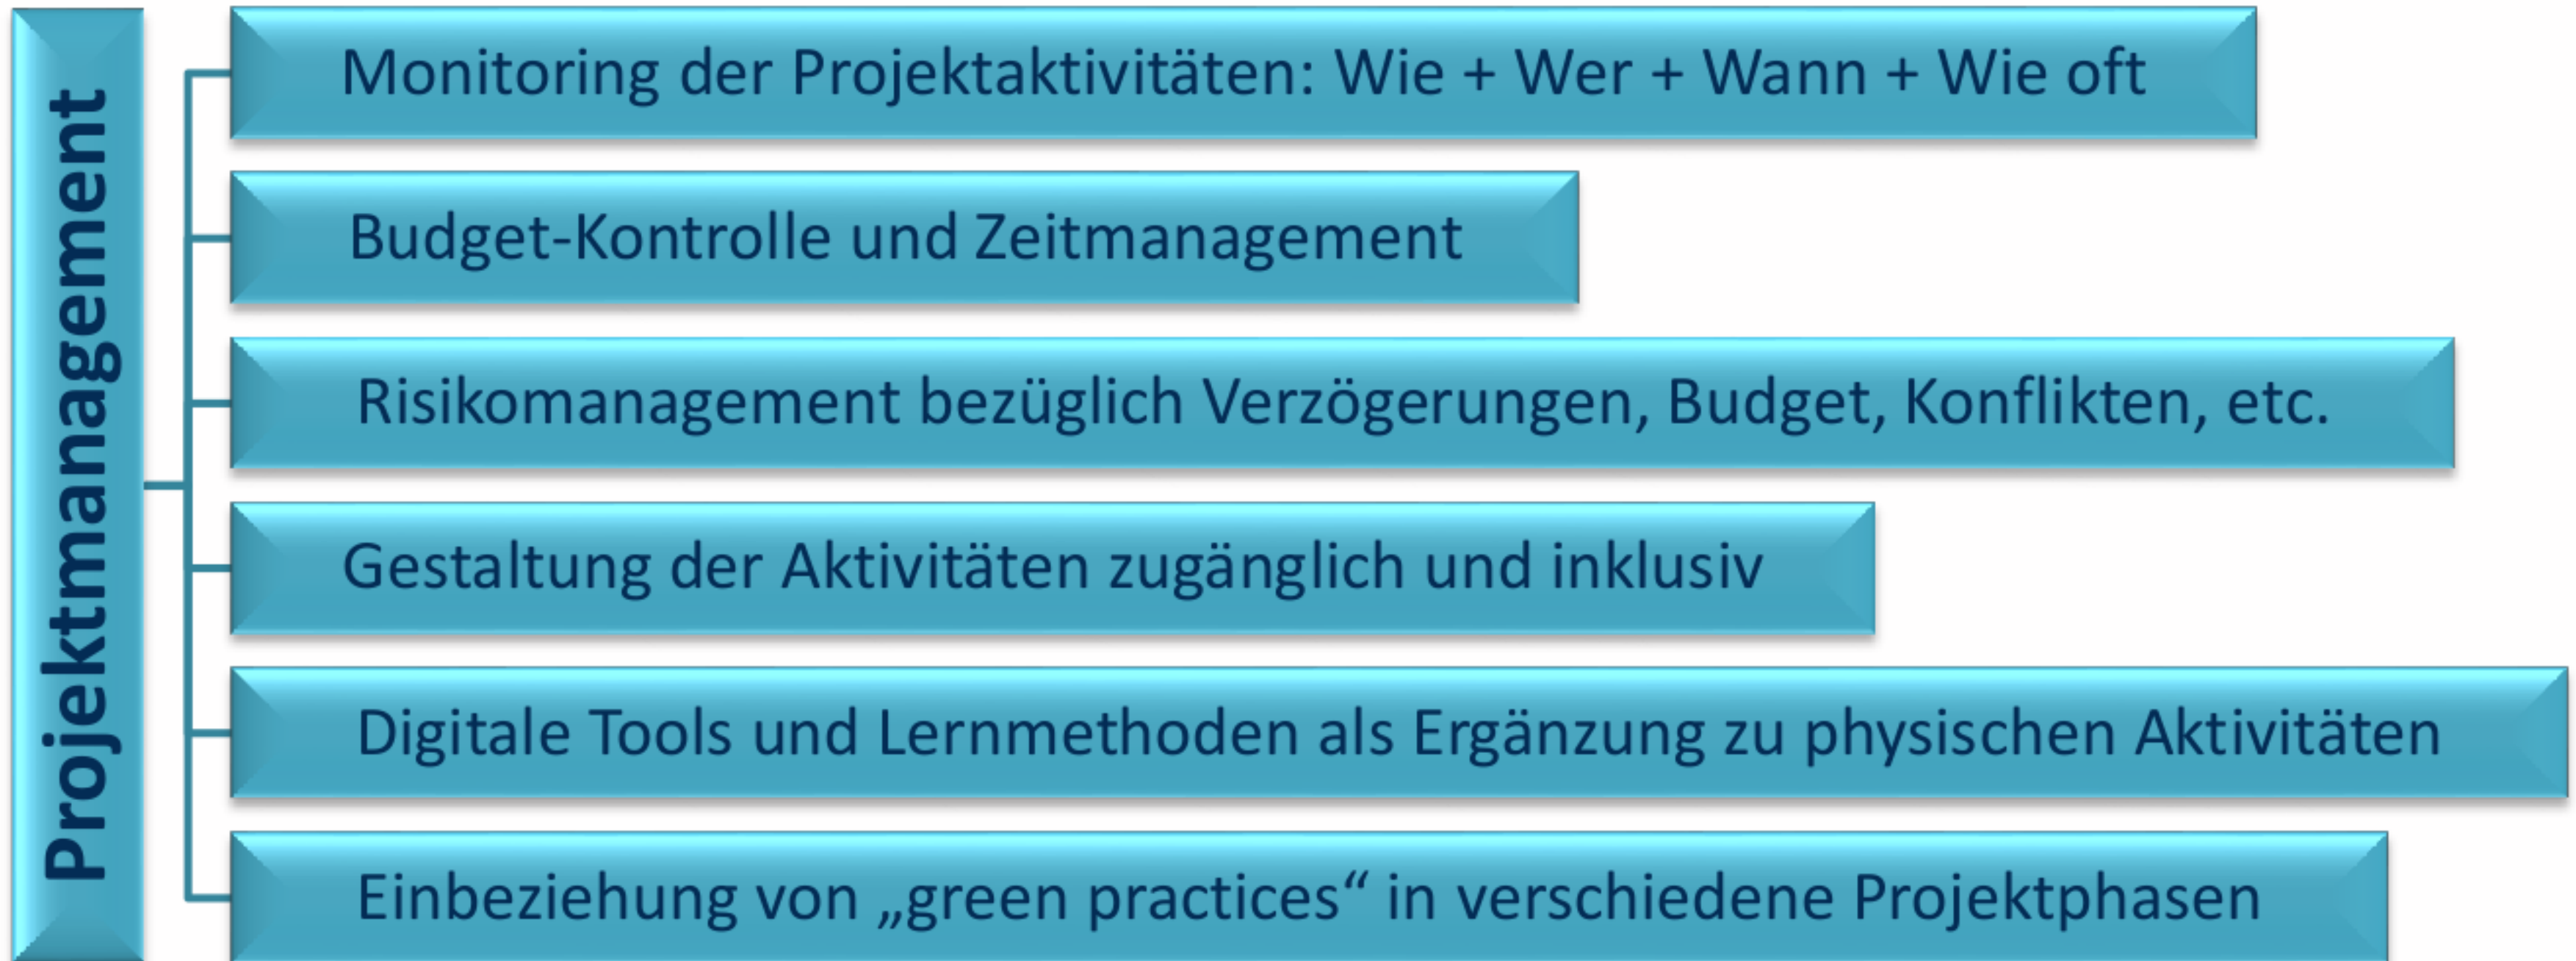 Projektmanagement
Monitoring der Projektaktivitäten: Wie + Wer + Wann + Wie oft
Budget-Kontrolle und Zeitmanagement
Risikomanagement bezüglich Verzögerungen, Budget, Konflikten, etc.
Gestaltung der Aktivitäten zugänglich und inklusiv
Digitale Tools und Lernmethoden als Ergänzung zu physischen Aktivitäten
Einbeziehung von „green practices“ in verschiedene Projektphasen